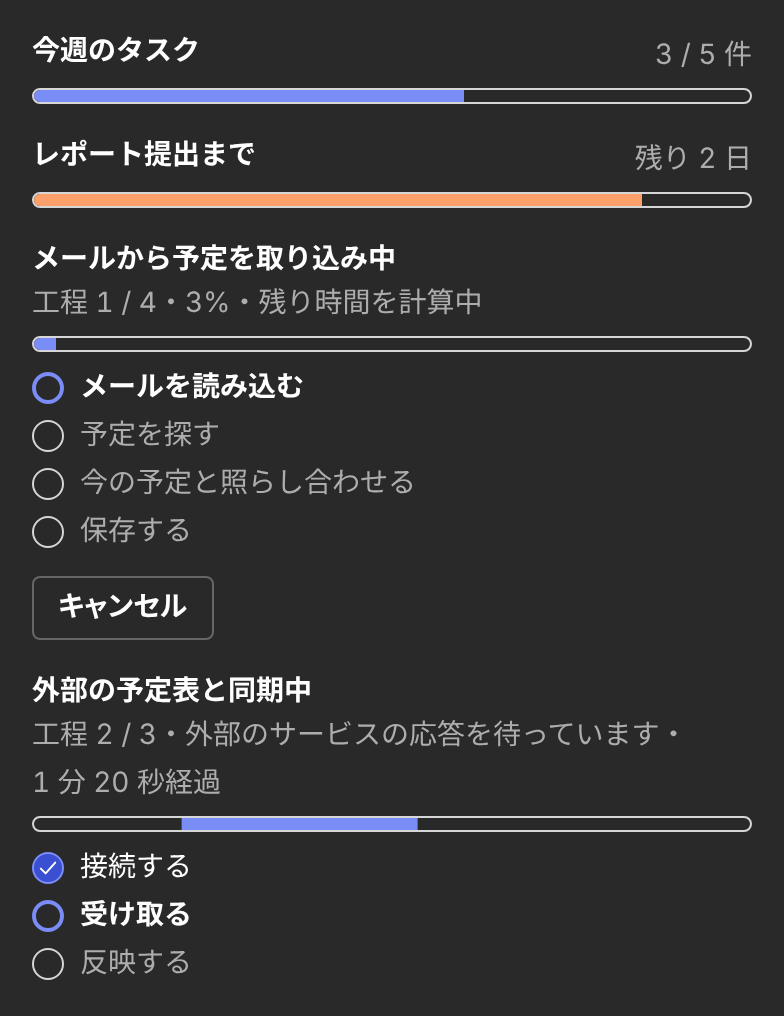 今週のタスク
3 / 5 件
レポート提出まで
残り 2 日
メールから予定を取り込み中
工程 1 / 4・3%・残り時間を計算中
メールを読み込む
予定を探す
今の予定と照らし合わせる
保存する
キャンセル
外部の予定表と同期中
工程 2 / 3・外部のサービスの応答を待っています・
1 分 20 秒経過
接続する
受け取る
反映する